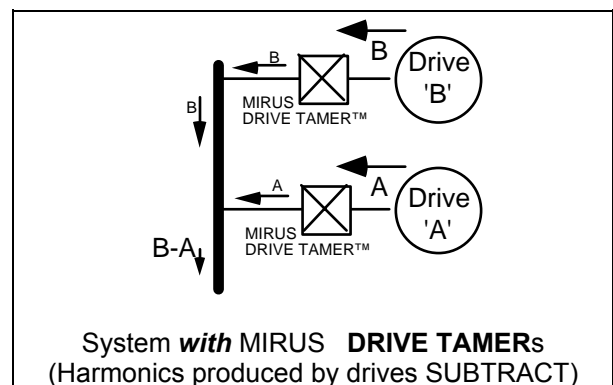 B
Drive
'B'
B
MIRUS
DRIVE TAMER™
B
A
Drive
'A'
A
MIRUS
DRIVE TAMER™
B-A
System with MIRUS DRIVE TAMERs
(Harmonics produced by drives SUBTRACT)